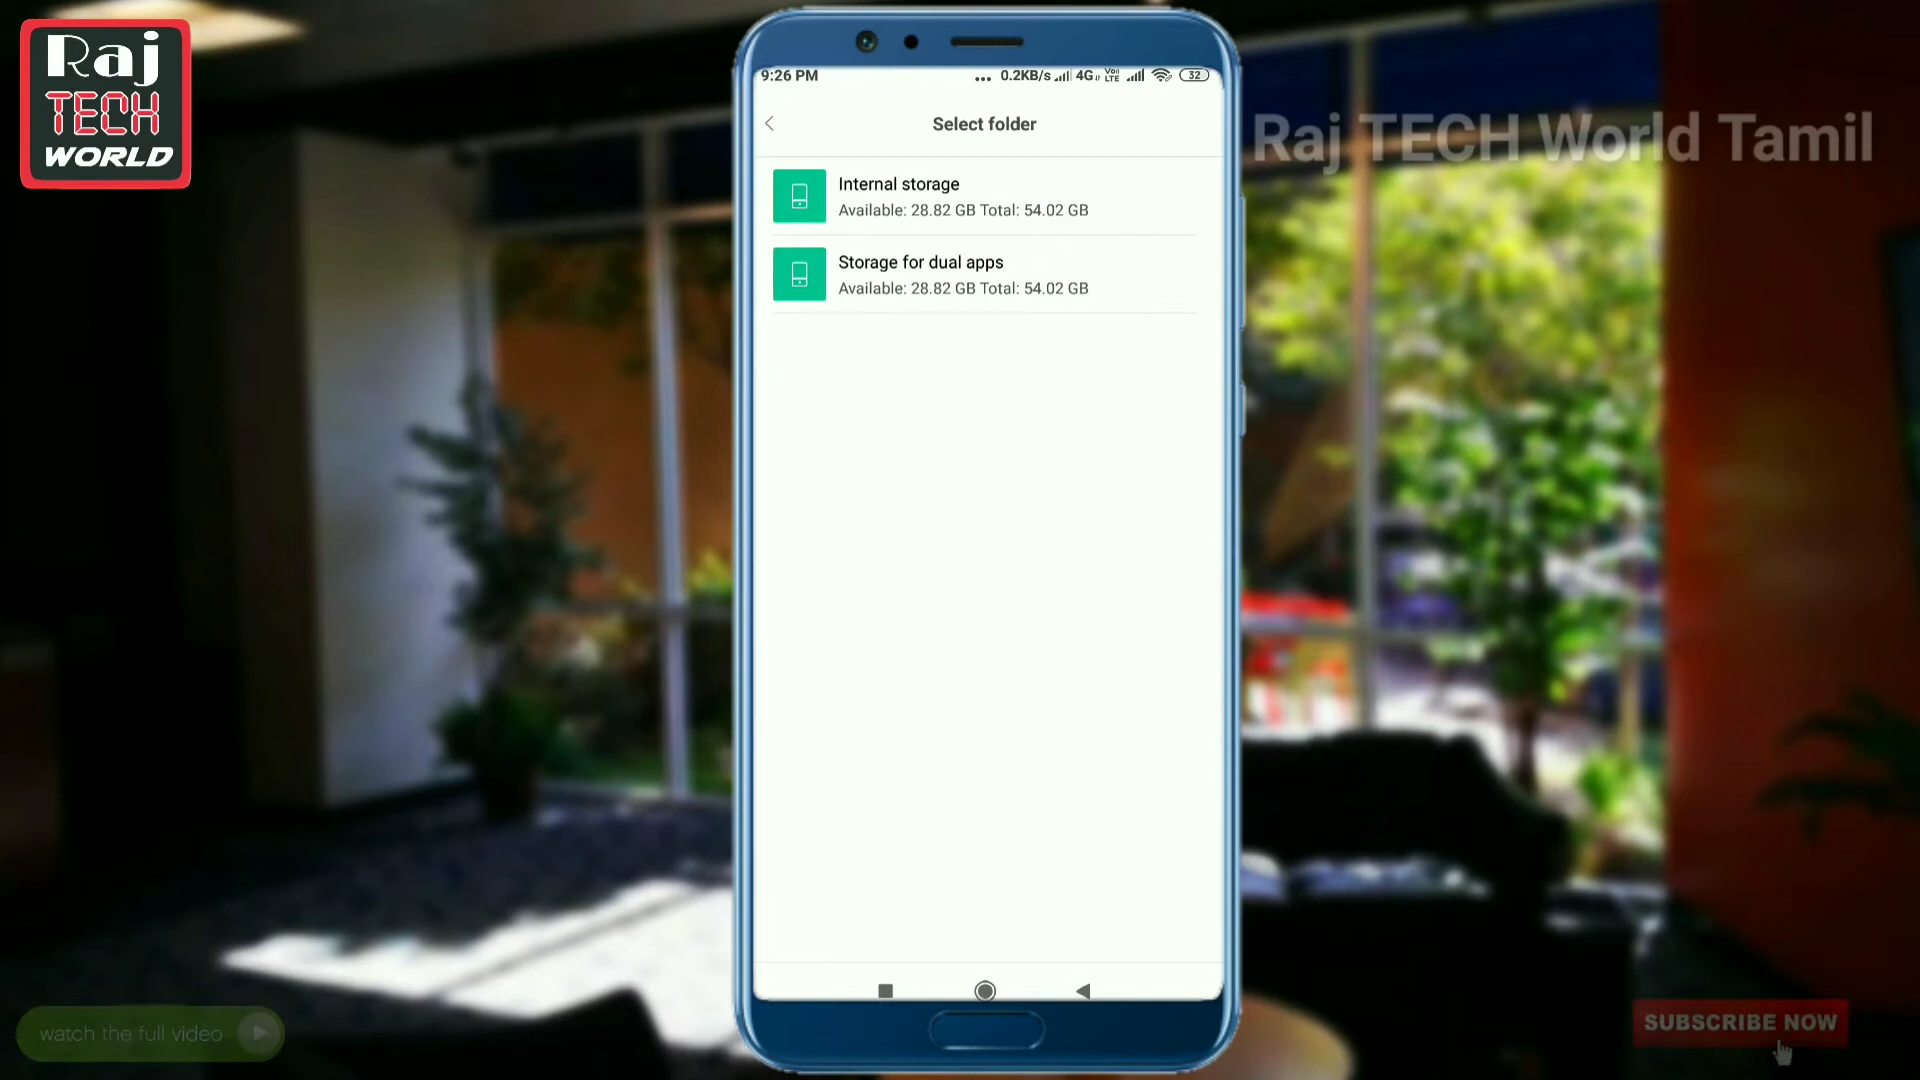 Raj
TECH
WORLD
9:26 PM
... 0.2KB/s 4G Vo LTE 32
Select folder
Raj TECH World Tamil
Internal storage
Available: 28.82 GB Total: 54.02 GB
Storage for dual apps
Available: 28.82 GB Total: 54.02 GB
watch the full video
SUBSCRIBE NOW